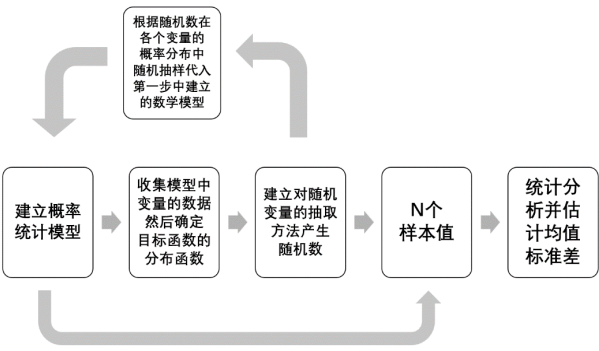 根据随机数在
各个变量的
概率分布中
随机抽样代入
第一步中建立
的数学模型
建立概率
统计模型
收集模型中
变量的数据
然后确定
目标函数的
分布函数
建立对随机
变量的抽取
方法产生
随机数
N个
样本值
统计分
析并估
计均值
标准差